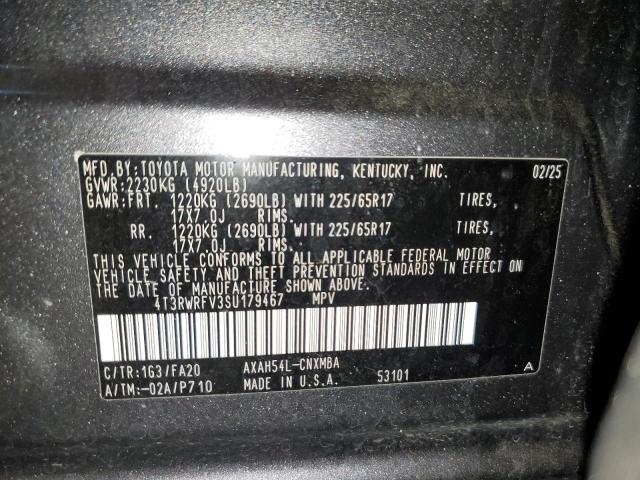 MFD.BY:TOYOTA MOTOR MANUFACTURING, KENTUCKY, INC. 02/25
GVWR:2230KG (4920LB)
GAWR:FRT. 1220KG (2690LB) WITH 225/65R17 TIRES,
17X7.0J RIMS.
RR. 1220KG (2690LB) WITH 225/65R17 TIRES,
17X7.0J RIMS.
THIS VEHICLE CONFORMS TO ALL APPLICABLE FEDERAL MOTOR
VEHICLE SAFETY AND THEFT PREVENTION STANDARDS IN EFFECT ON
THE DATE OF MANUFACTURE SHOWN ABOVE.
4T3RWRFV3SU179467 MPV
C/TR:1G3/FA20 AXAH54L-CNXMBA
A/TM:-02A/P710 MADE IN U.S.A. 53101 A